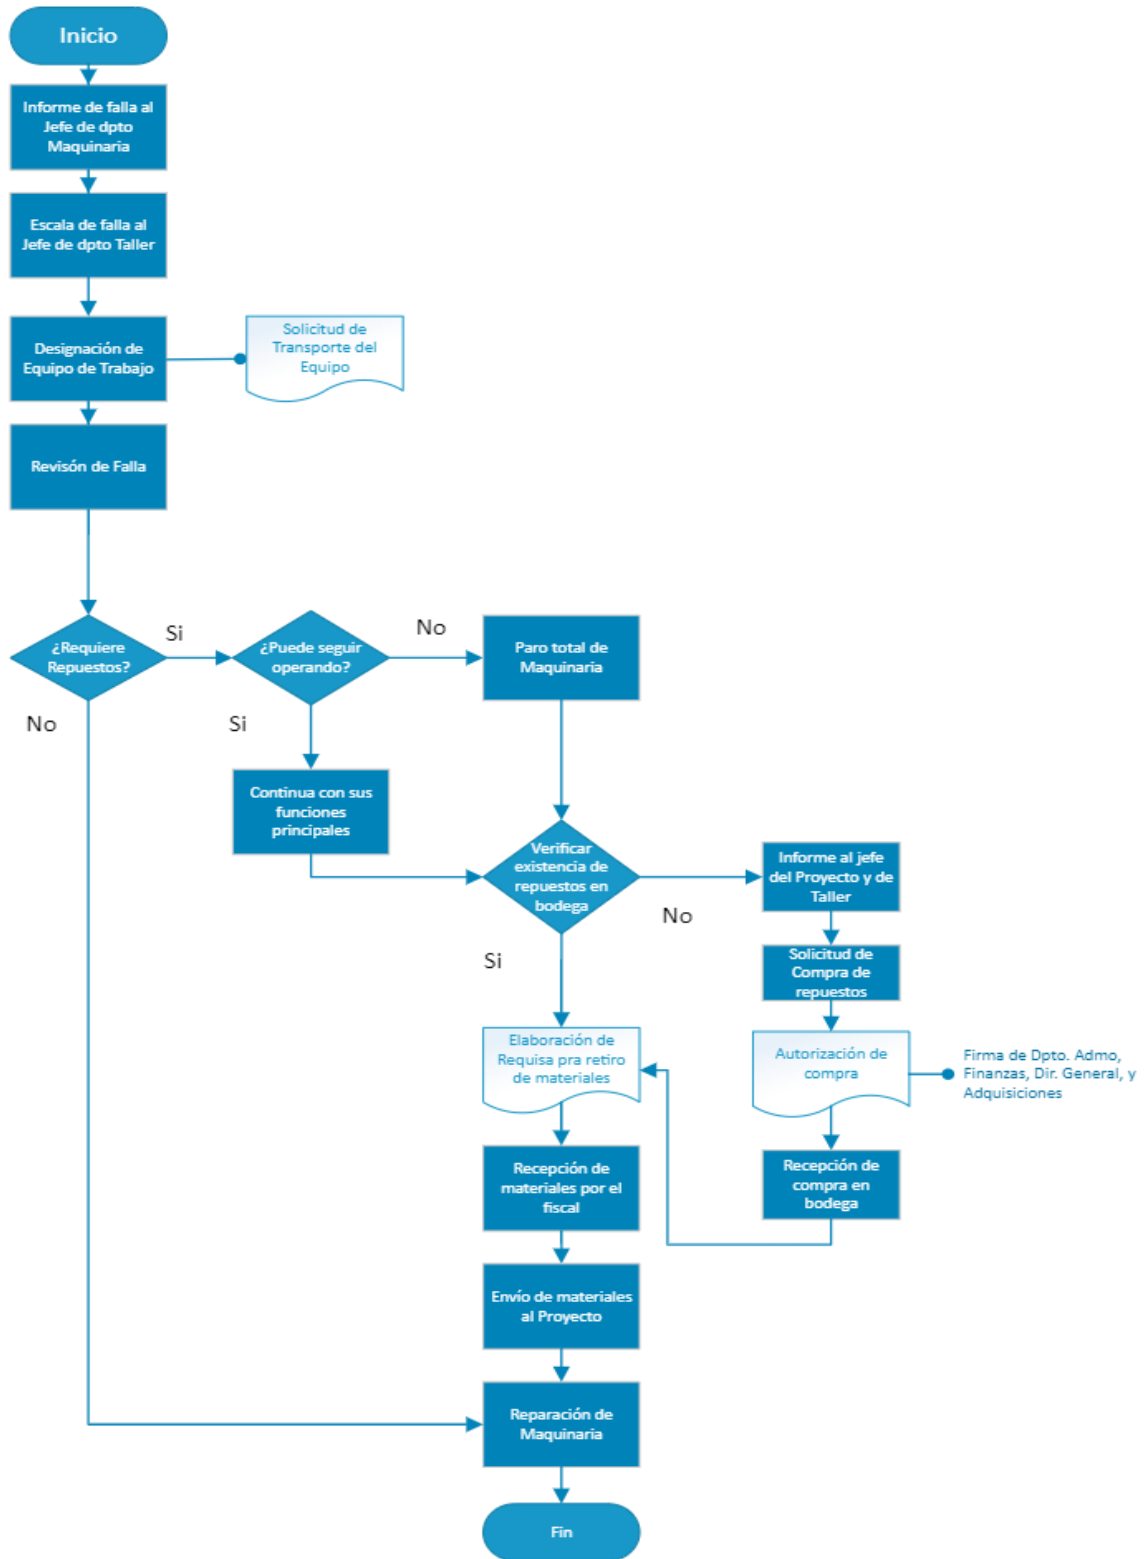 Inicio
Informe de falla al
Jefe de dpto
Maquinaria
Escala de falla al
Jefe de dpto Taller
Designación de
Equipo de Trabajo
Solicitud de
Transporte del
Equipo
Revisón de Falla
¿Requiere
Repuestos?
Si
¿Puede seguir
operando?
No
Paro total de
Maquinaria
No
Si
Continua con sus
funciones
principales
Verificar
existencia de
repuestos en
bodega
No
Informe al jefe
del Proyecto y de
Taller
Si
Solicitud de
Compra de
repuestos
Elaboración de
Requisa pra retiro
de materiales
Autorización de
compra
Firma de Dpto. Admo,
Finanzas, Dir. General, y
Adquisiciones
Recepción de
materiales por el
fiscal
Recepción de
compra en
bodega
Envío de materiales
al Proyecto
Reparación de
Maquinaria
Fin